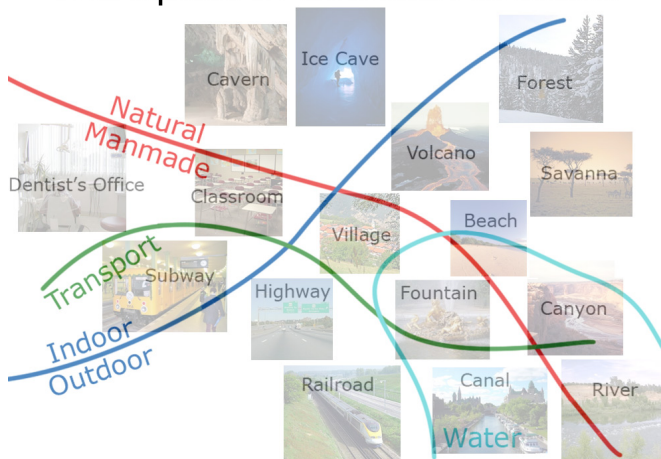 Cavern
Ice Cave
Forest
Natural
Manmade
Volcano
Dentist's Office
Classroom
Savanna
Village
Beach
Transport
Subway
Highway
Fountain
Canyon
Indoor
Outdoor
Railroad
Canal
River
Water